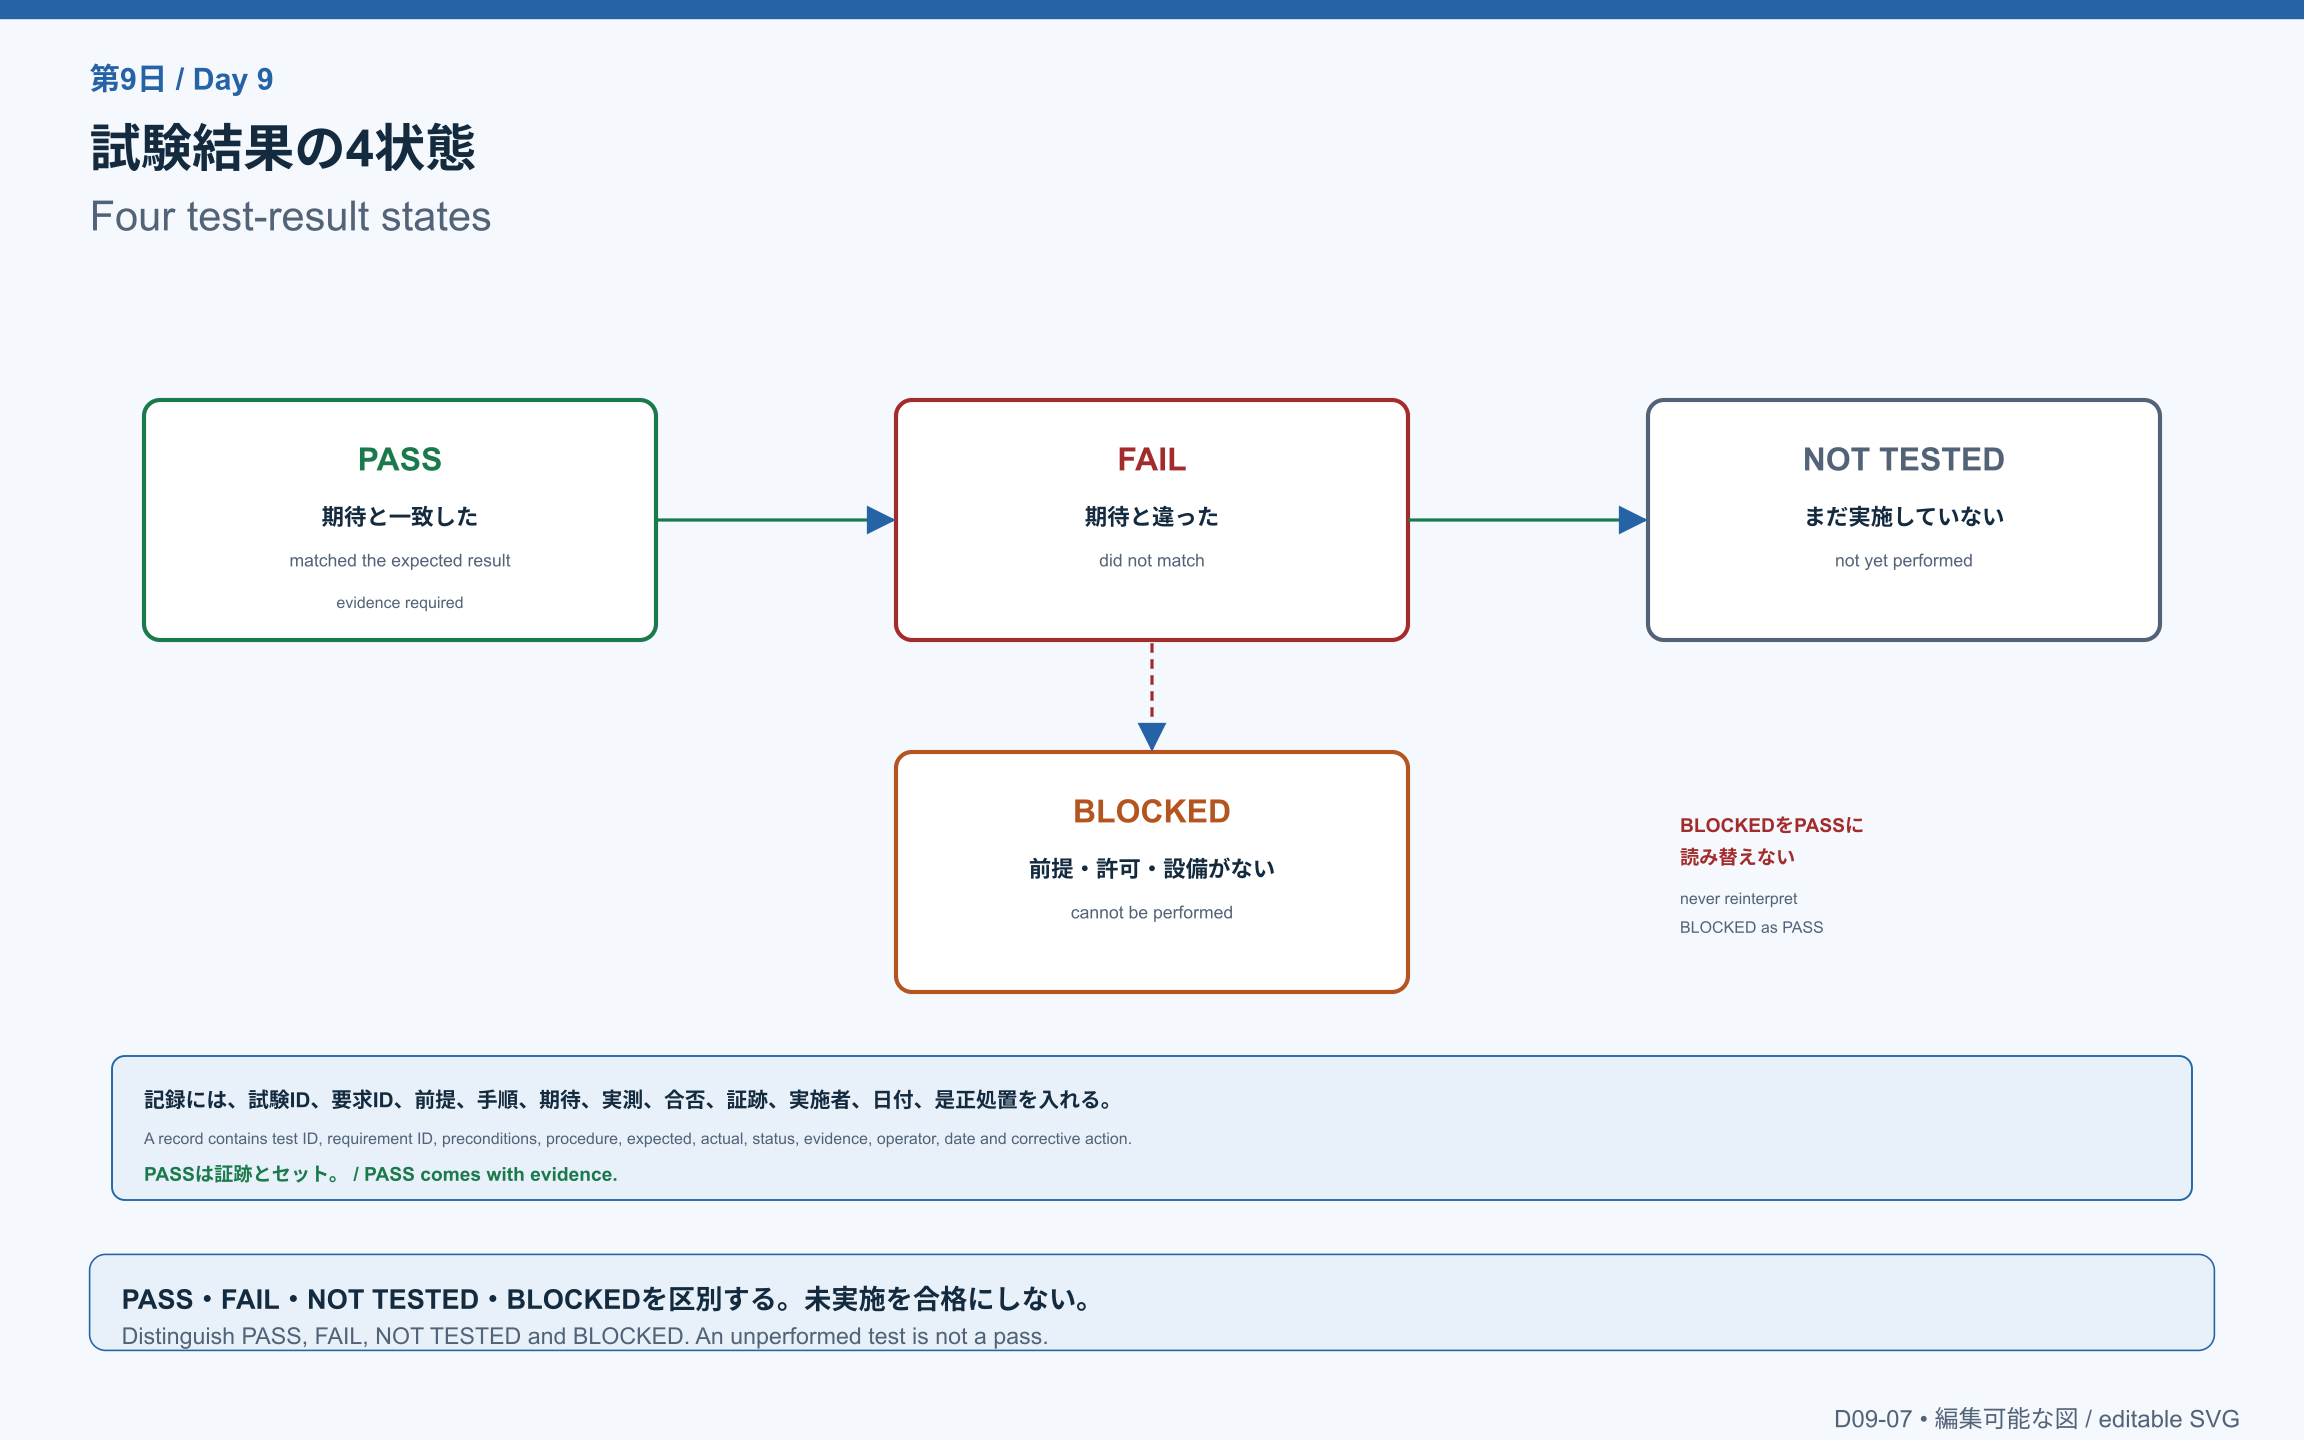 第9日 / Day 9
試験結果の4状態
Four test-result states
PASS
期待と一致した
matched the expected result
evidence required
FAIL
期待と違った
did not match
NOT TESTED
まだ実施していない
not yet performed
BLOCKED
前提・許可・設備がない
cannot be performed
BLOCKEDをPASSに
読み替えない
never reinterpret
BLOCKED as PASS
記録には、試験ID、要求ID、前提、手順、期待、実測、合否、証跡、実施者、日付、是正処置を入れる。
A record contains test ID, requirement ID, preconditions, procedure, expected, actual, status, evidence, operator, date and corrective action.
PASSは証跡とセット。 / PASS comes with evidence.
PASS・FAIL・NOT TESTED・BLOCKEDを区別する。未実施を合格にしない。
Distinguish PASS, FAIL, NOT TESTED and BLOCKED. An unperformed test is not a pass.
D09-07 • 編集可能な図 / editable SVG